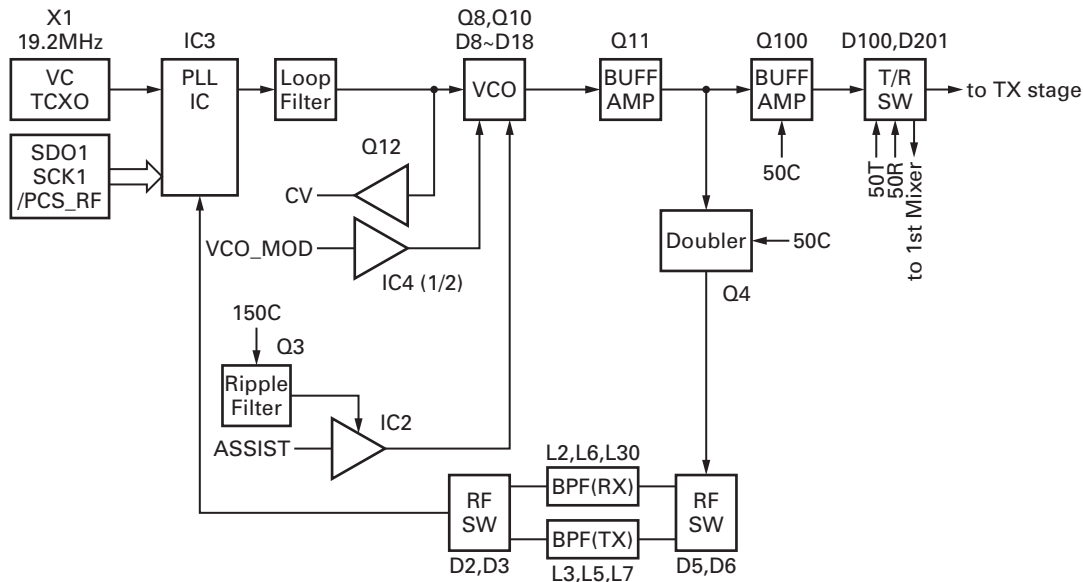 X1
19.2MHz
VC
TCXO
SDO1
SCK1
/PCS_RF
IC3
PLL
IC
Loop
Filter
Q8,Q10
D8~D18
VCO
Q11
BUFF
AMP
Q100
BUFF
AMP
50C
D100,D201
T/R
SW
to TX stage
50T
50R
to 1st Mixer
Q12
CV
VCO_MOD
IC4 (1/2)
Doubler
50C
Q4
150C
Q3
Ripple
Filter
IC2
ASSIST
L2,L6,L30
BPF(RX)
RF
SW
D2,D3
BPF(TX)
L3,L5,L7
RF
SW
D5,D6